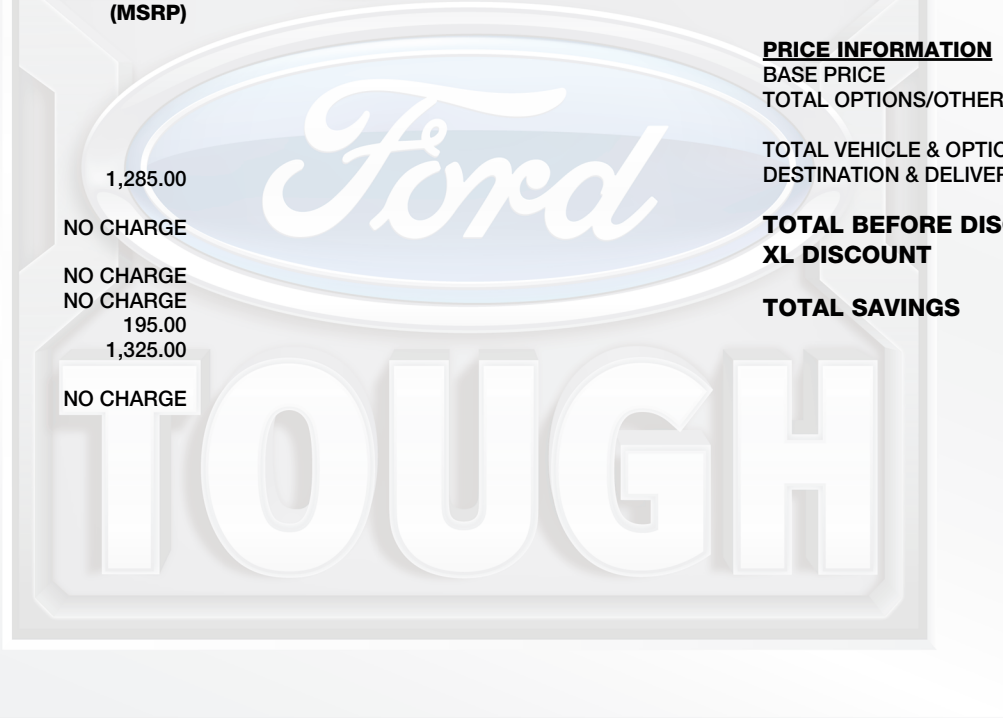 (MSRP)
1,285.00
NO CHARGE
NO CHARGE
NO CHARGE
195.00
1,325.00
NO CHARGE
PRICE INFORMATION
BASE PRICE
TOTAL OPTIONS/OTHER
TOTAL VEHICLE & OPTIO
DESTINATION & DELIVER
TOTAL BEFORE DISC
XL DISCOUNT
TOTAL SAVINGS
Ford
TOUGH